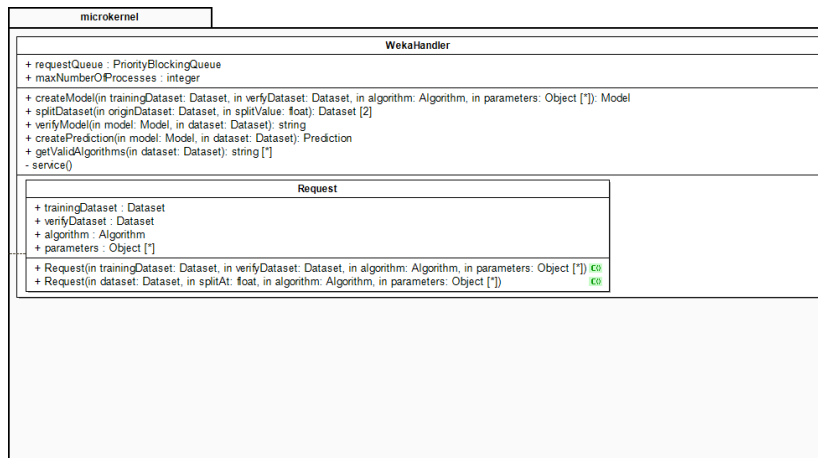 microkernel
WekaHandler
+ requestQueue : PriorityBlockingQueue
+ maxNumberOfProcesses : integer
+ createModel(in trainingDataset: Dataset, in verfyDataset: Dataset, in algorithm: Algorithm, in parameters: Object [*]): Model
+ splitDataset(in originDataset: Dataset, in splitValue: float): Dataset [2]
+ verifyModel(in model: Model, in dataset: Dataset): string
+ createPrediction(in model: Model, in dataset: Dataset): Prediction
+ getValidAlgorithms(in dataset: Dataset): string [*]
- service()
Request
+ trainingDataset : Dataset
+ verifyDataset : Dataset
+ algorithm : Algorithm
+ parameters : Object [*]
+ Request(in trainingDataset: Dataset, in verifyDataset: Dataset, in algorithm: Algorithm, in parameters: Object [*]) C()
+ Request(in dataset: Dataset, in splitAt: float, in algorithm: Algorithm, in parameters: Object [*]) C()